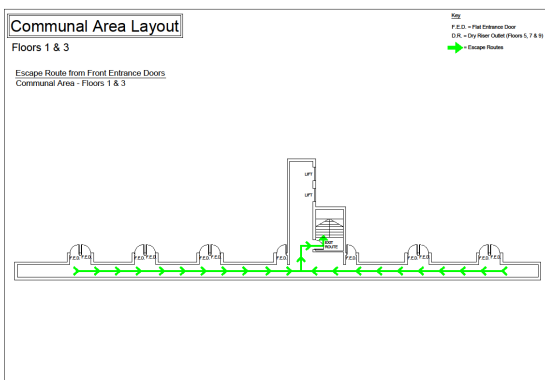 Communal Area Layout
Floors 1 & 3
Escape Route from Front Entrance Doors
Communal Area - Floors 1 & 3
Key
F.E.D. = Flat Entrance Door
D.R. = Dry Riser Outlet (Floors 5, 7 & 9)
= Escape Routes
LIFT
LIFT
EXIT
ROUTE
F.E.D. F.E.D. F.E.D. F.E.D. F.E.D. F.E.D. F.E.D. F.E.D. F.E.D. F.E.D. F.E.D. F.E.D.